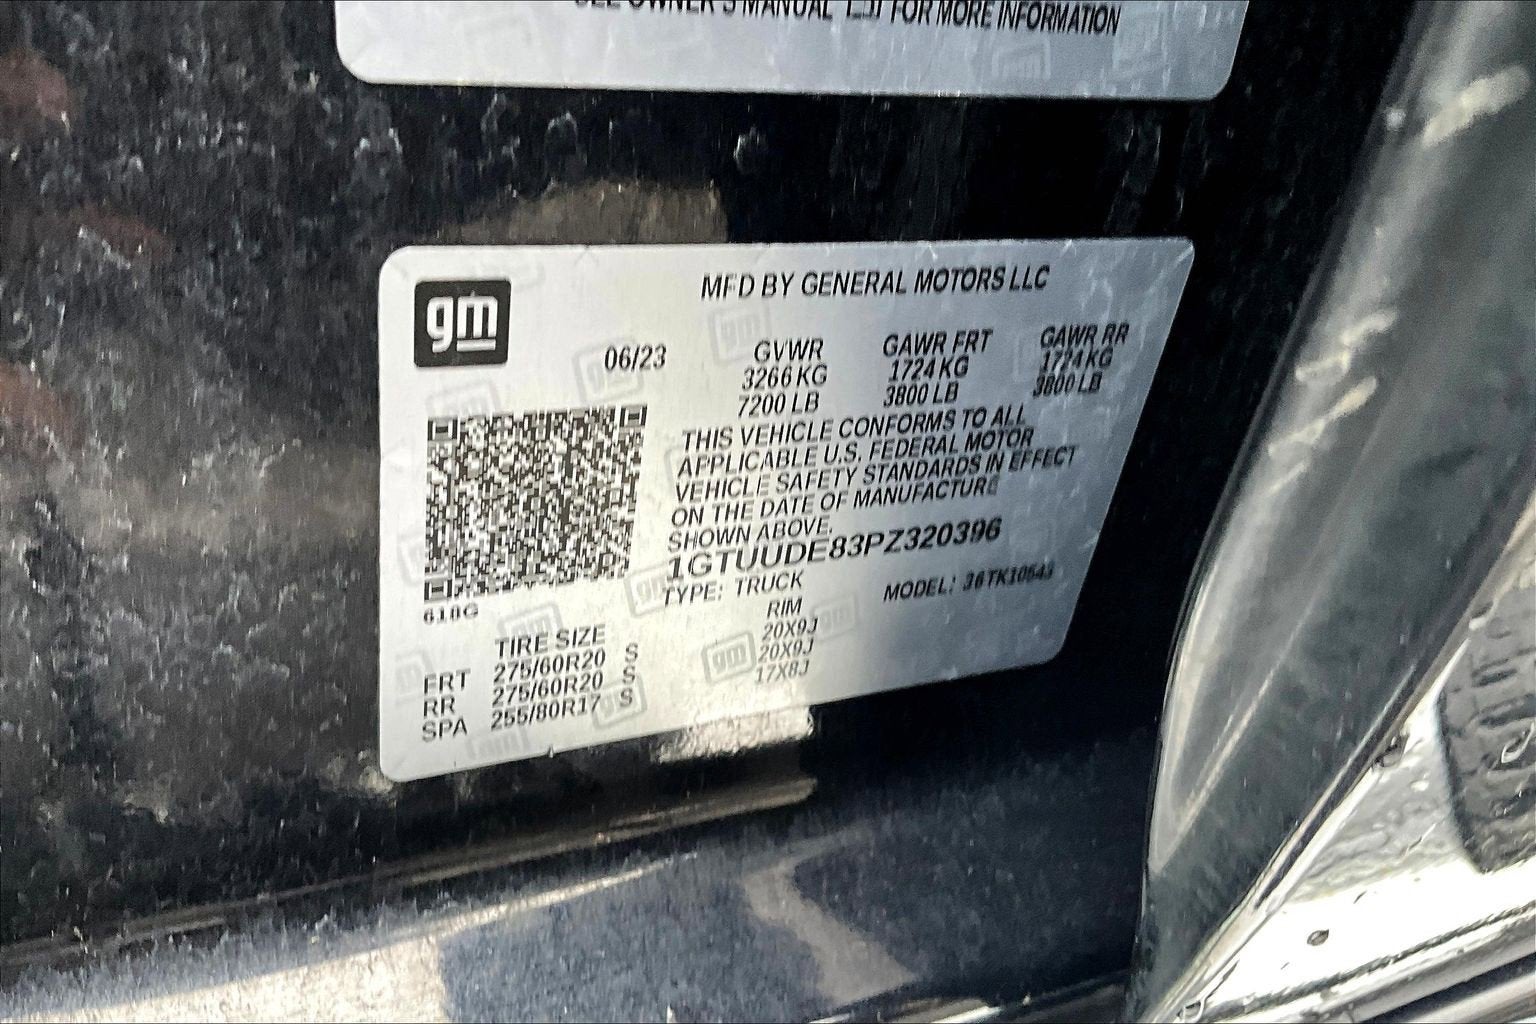 SEE OWNER'S MANUAL FOR MORE INFORMATION
gm
MFD BY GENERAL MOTORS LLC
06/23 GVWR GAWR FRT GAWR RR
3266 KG 1724 KG 1724 KG
7200 LB 3800 LB 3800 LB
THIS VEHICLE CONFORMS TO ALL
APPLICABLE U.S. FEDERAL MOTOR
VEHICLE SAFETY STANDARDS IN EFFECT
ON THE DATE OF MANUFACTURE
SHOWN ABOVE.
1GTUUDE83PZ320396
TYPE: TRUCK MODEL: 36TK10543
618G
TIRE SIZE RIM
FRT 275/60R20 S 20X9J
RR 275/60R20 S 20X9J
SPA 255/80R17 S 17X8J